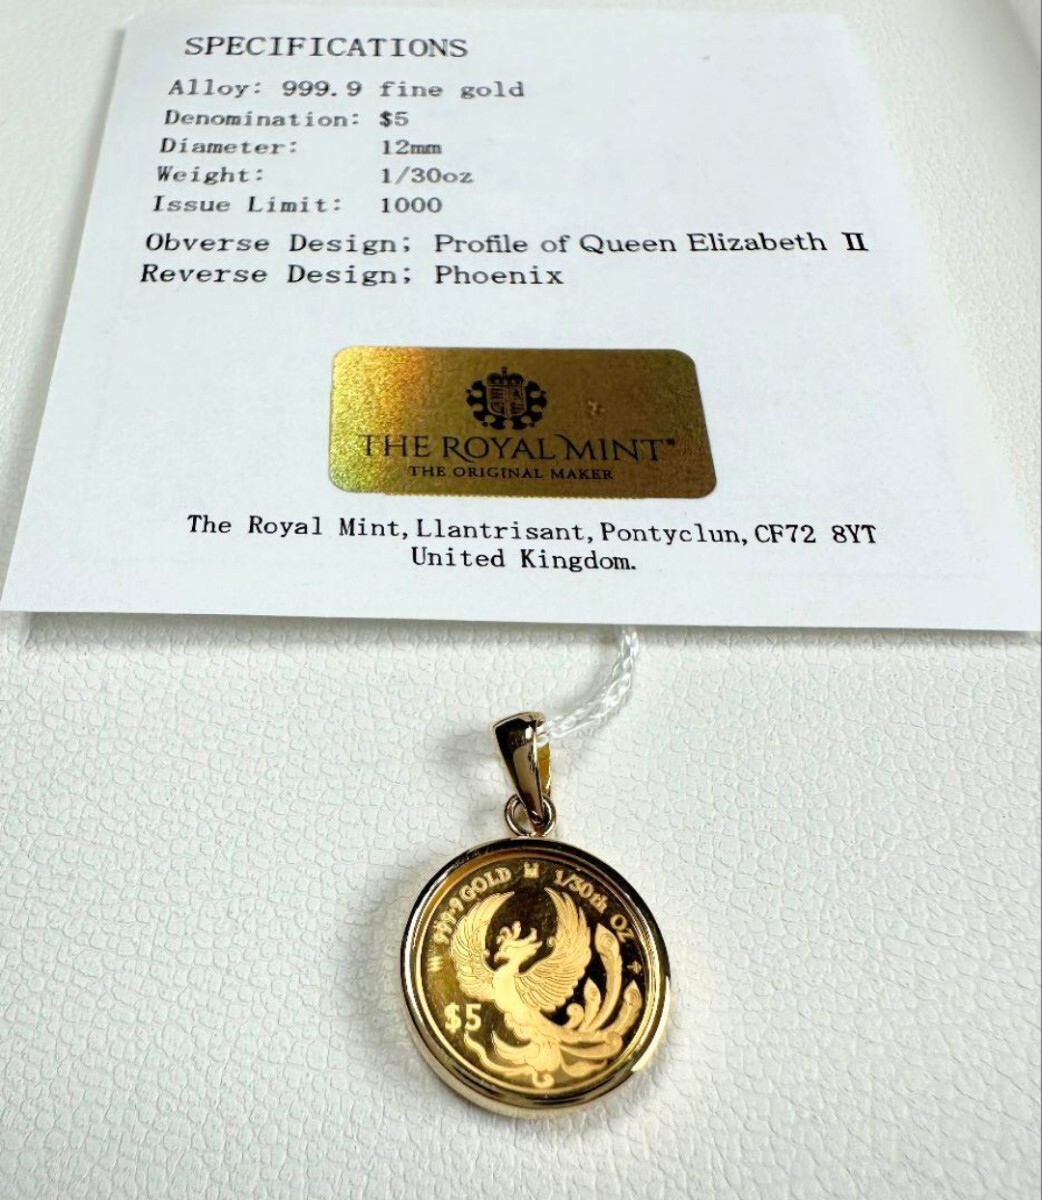 SPECIFICATIONS
Alloy: 999.9 fine gold
Denomination: $5
Diameter: 12mm
Weight: 1/30oz
Issue Limit: 1000
Obverse Design; Profile of Queen Elizabeth II
Reverse Design; Phoenix
THE ROYAL MINT®
THE ORIGINAL MAKER
The Royal Mint, Llantrisant, Pontyclun, CF72 8YT
United Kingdom.
999.9 GOLD 1/30th OZ
$5